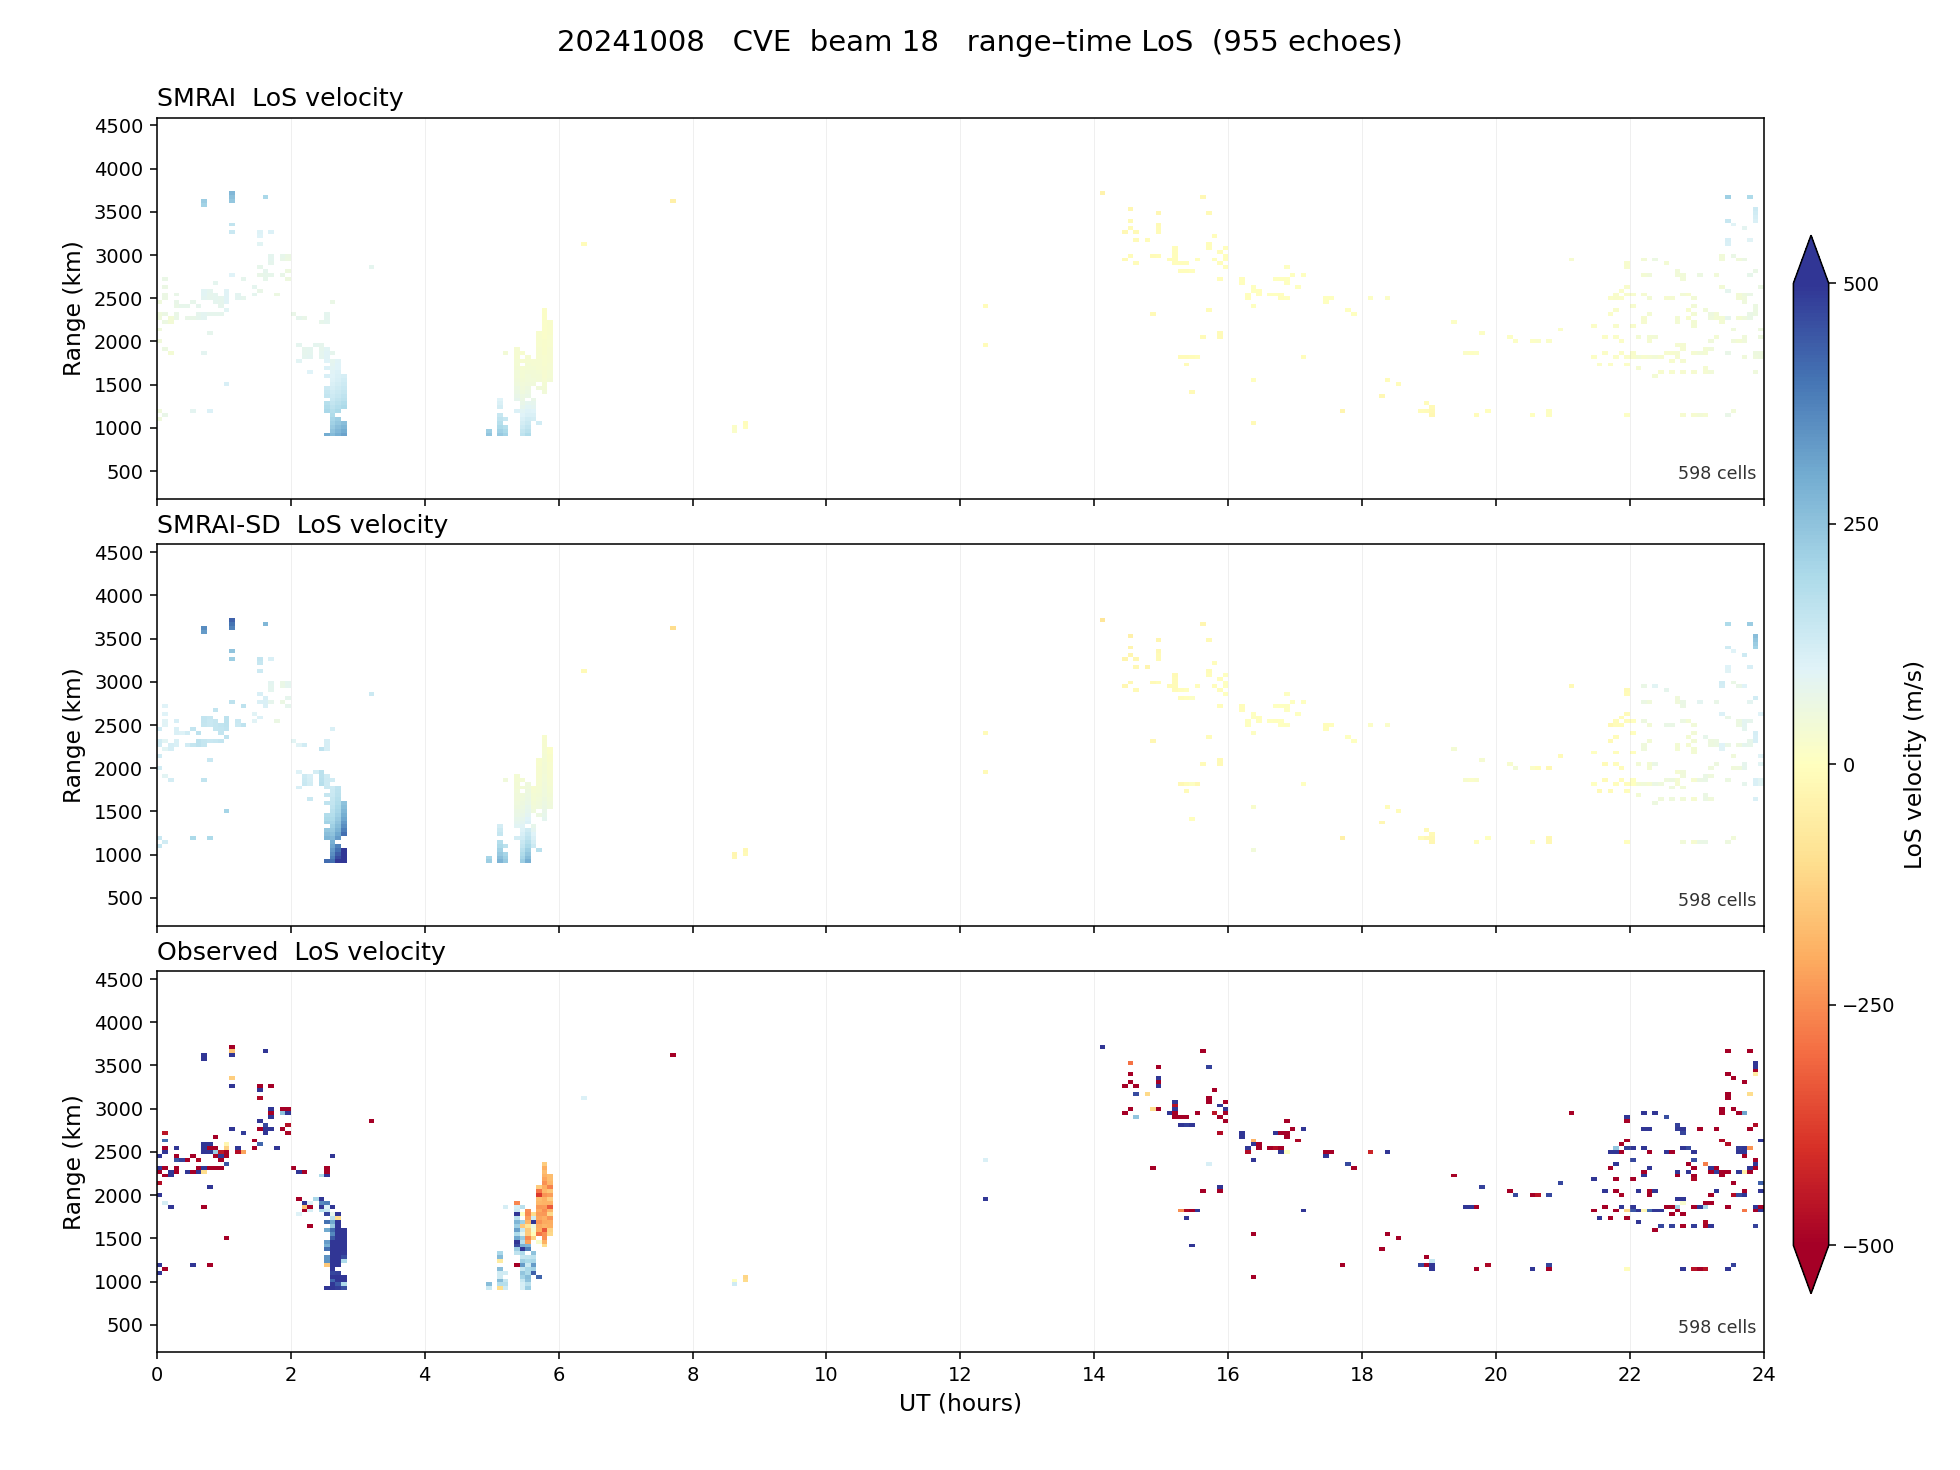 20241008   CVE  beam 18   range–time LoS  (955 echoes)
SMRAI  LoS velocity
4500
4000
3500
3000
2500
2000
1500
1000
500
Range (km)
598 cells
SMRAI-SD  LoS velocity
4500
4000
3500
3000
2500
2000
1500
1000
500
Range (km)
598 cells
Observed  LoS velocity
4500
4000
3500
3000
2500
2000
1500
1000
500
Range (km)
598 cells
0 2 4 6 8 10 12 14 16 18 20 22 24
UT (hours)
500
250
0
−250
−500
LoS velocity (m/s)